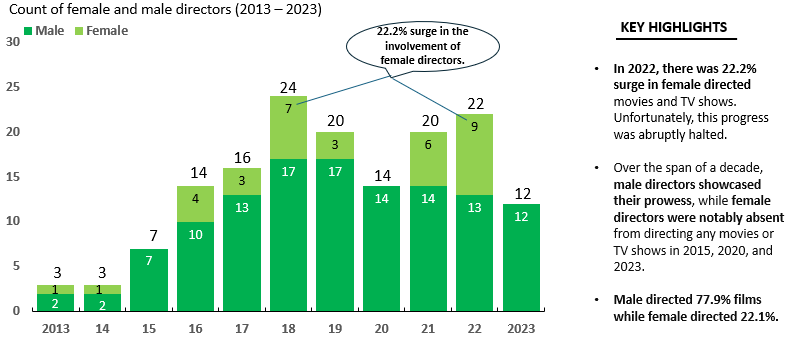 Count of female and male directors (2013 – 2023)
Male Female
22.2% surge in the
involvement of
female directors.
30
25
20
15
10
5
0
3
1
2
3
1
2
7
7
14
4
10
16
3
13
24
7
17
20
3
17
14
14
20
6
14
22
9
13
12
12
2013 14 15 16 17 18 19 20 21 22 2023
KEY HIGHLIGHTS
• In 2022, there was 22.2%
surge in female directed
movies and TV shows.
Unfortunately, this progress
was abruptly halted.
• Over the span of a decade,
male directors showcased
their prowess, while female
directors were notably absent
from directing any movies or
TV shows in 2015, 2020, and
2023.
• Male directed 77.9% films
while female directed 22.1%.